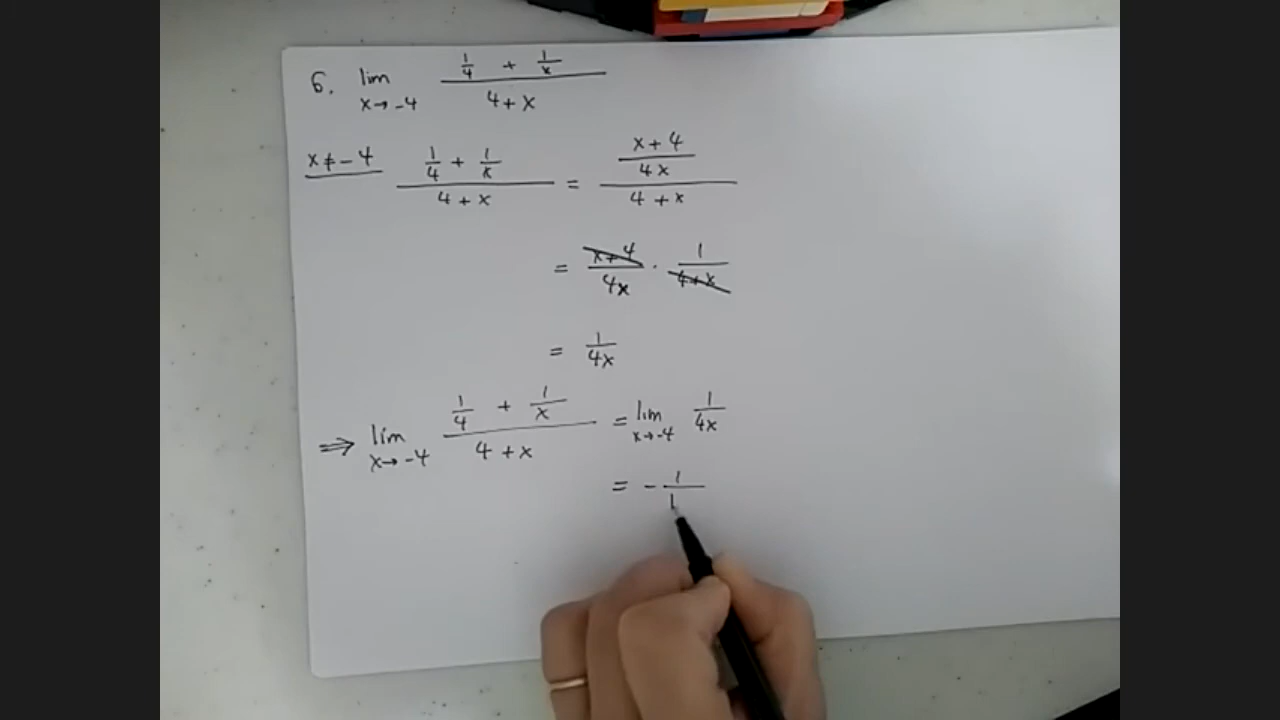 6. lim x→-4 (1/4 + 1/x)/(4+x)
x≠-4 (1/4 + 1/x)/(4+x) = ((x+4)/(4x))/(4+x)
= (x+4)/(4x) · 1/(4+x)
= 1/(4x)
⇒ lim x→-4 (1/4 + 1/x)/(4+x) = lim x→-4 1/(4x)
= - 1/1